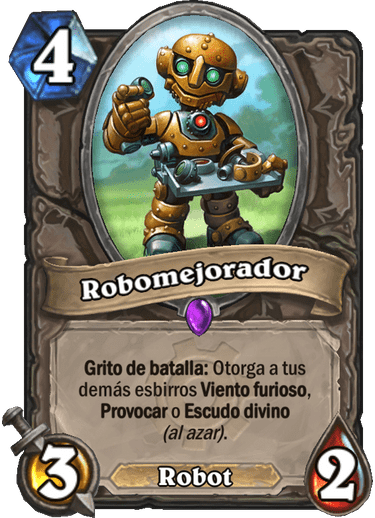 4
Robomejorador
Grito de batalla: Otorga a tus
demás esbirros Viento furioso,
Provocar o Escudo divino
(al azar).
3
Robot
2